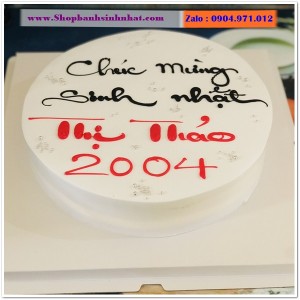 www.Shopbanhsinhnhat.com
Zalo : 0904.971.012
Chúc mừng
Sinh nhật
Thị Thảo
2004